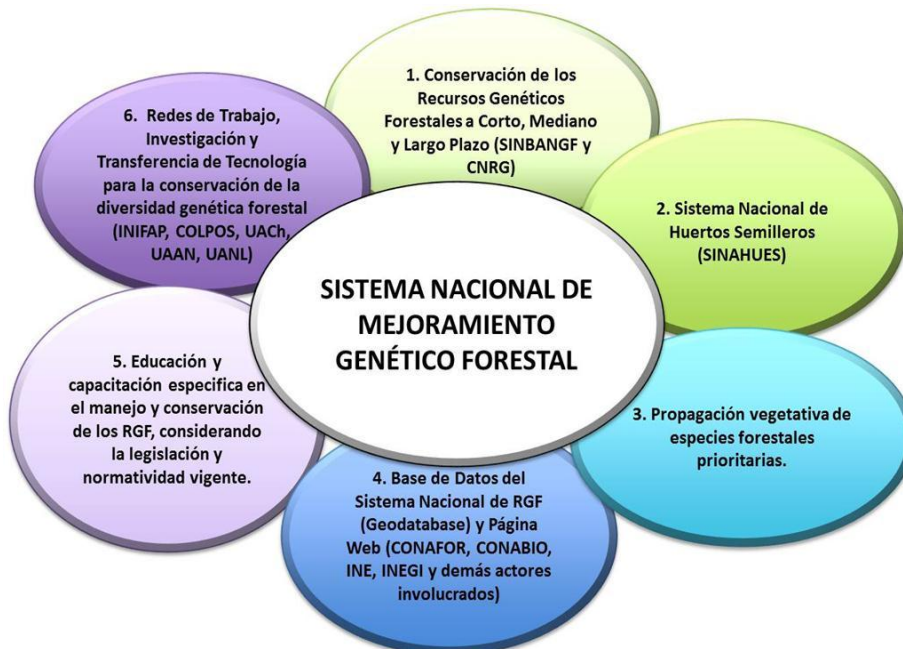 1. Conservación de los
Recursos Genéticos
Forestales a Corto, Mediano
y Largo Plazo (SINBANGF y
CNRG)
2. Sistema Nacional de
Huertos Semilleros
(SINAHUES)
3. Propagación vegetativa de
especies forestales
prioritarias.
4. Base de Datos del
Sistema Nacional de RGF
(Geodatabase) y Página
Web (CONAFOR, CONABIO,
INE, INEGI y demás actores
involucrados)
5. Educación y
capacitación especifica en
el manejo y conservación
de los RGF, considerando
la legislación y
normatividad vigente.
6. Redes de Trabajo,
Investigación y
Transferencia de Tecnología
para la conservación de la
diversidad genética forestal
(INIFAP, COLPOS, UACh,
UAAN, UANL)
SISTEMA NACIONAL DE
MEJORAMIENTO
GENÉTICO FORESTAL